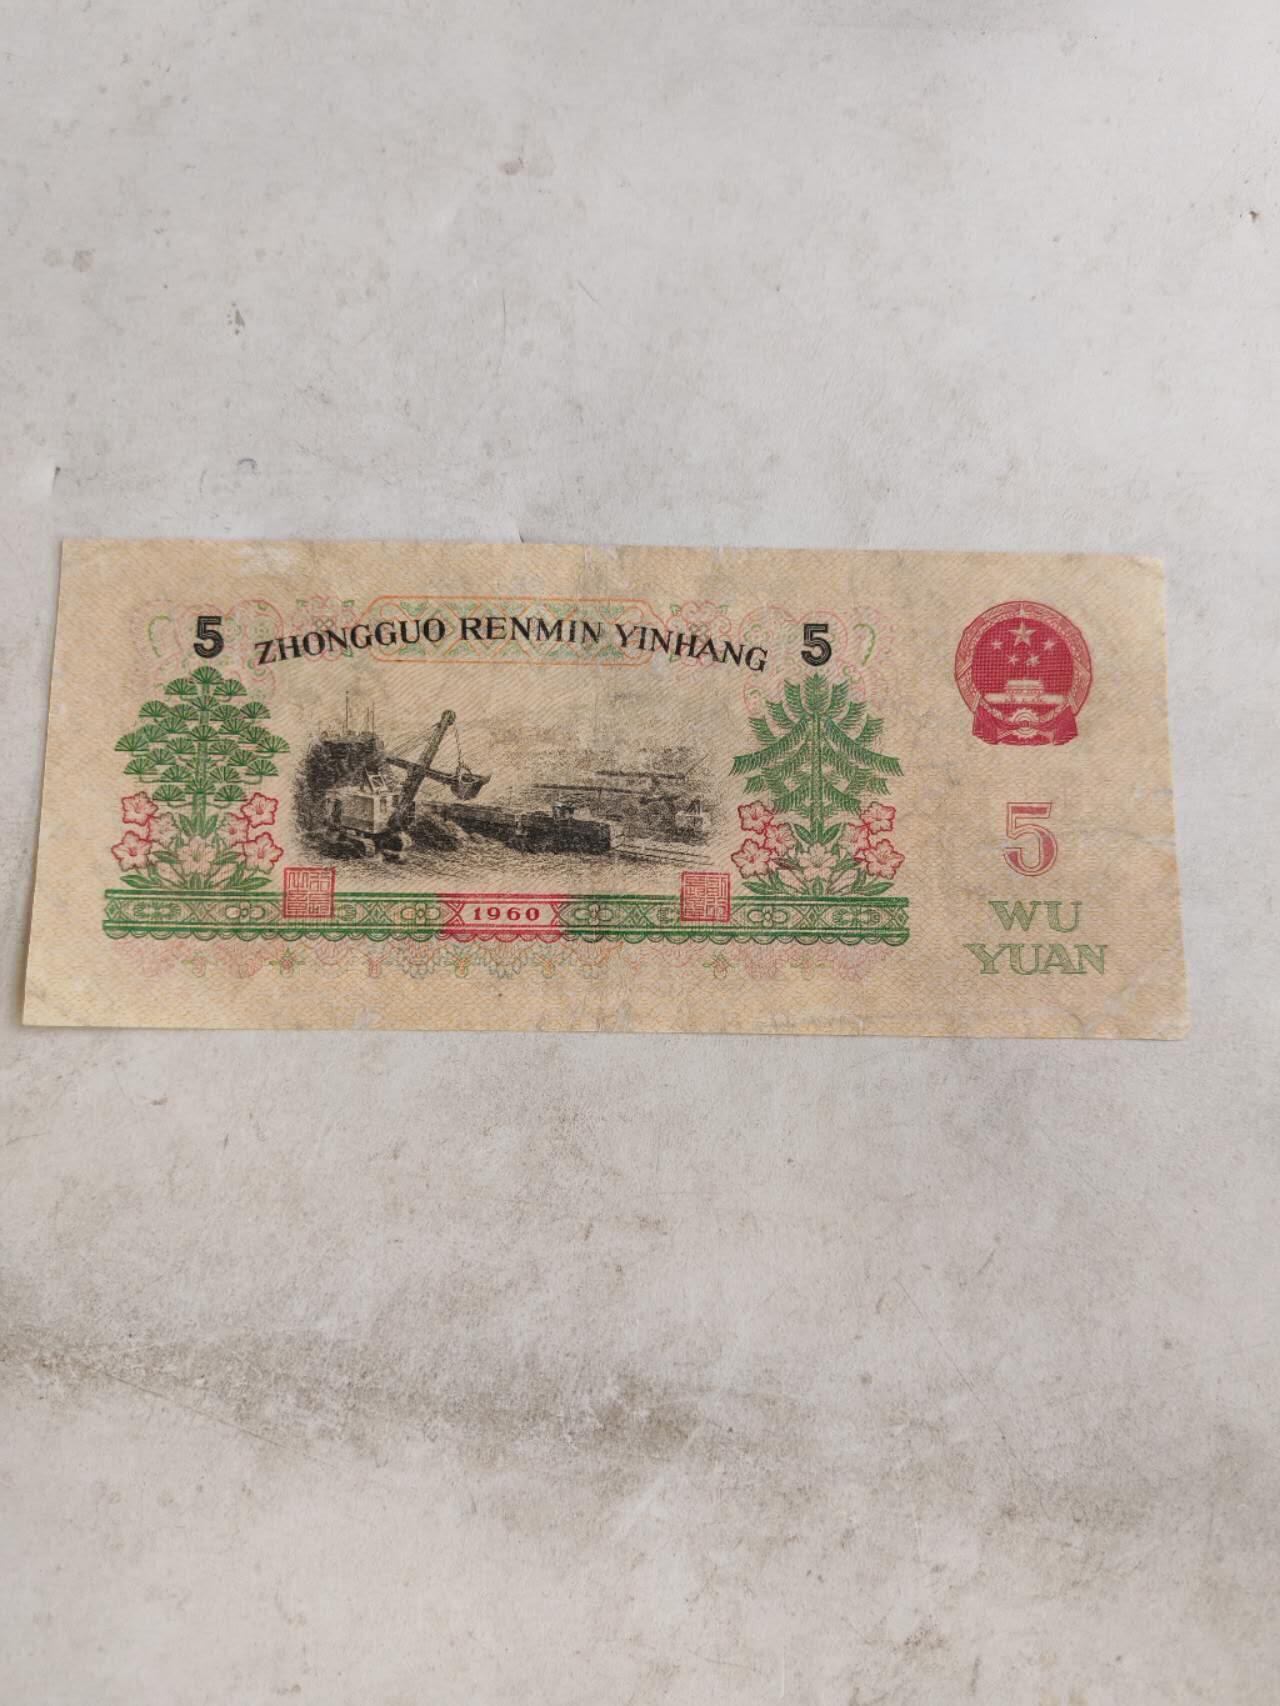 5 ZHONGGUO RENMIN YINHANG 5
5
WU
YUAN
1960